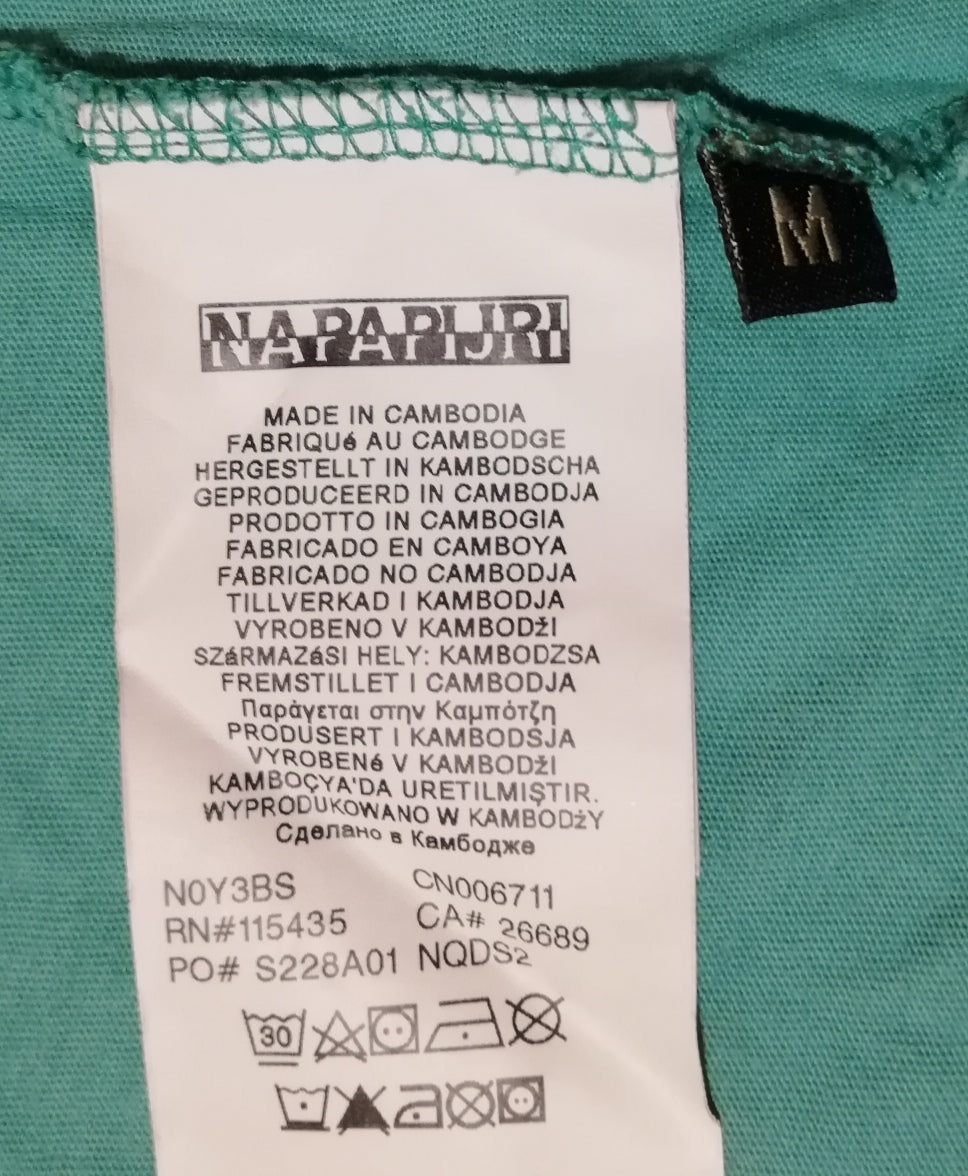 M
NAPAPIJRI
MADE IN CAMBODIA
FABRIQUé AU CAMBODGE
HERGESTELLT IN KAMBODSCHA
GEPRODUCEERD IN CAMBODJA
PRODOTTO IN CAMBOGIA
FABRICADO EN CAMBOYA
FABRICADO NO CAMBODJA
TILLVERKAD I KAMBODJA
VYROBENO V KAMBODžI
SZáRMAZáSI HELY: KAMBODZSA
FREMSTILLET I CAMBODJA
Παράγεται στην Καμπότζη
PRODUSERT I KAMBODSJA
VYROBENé V KAMBODžI
KAMBOÇYA'DA URETILMIŞTIR.
WYPRODUKOWANO W KAMBODżY
Сделано в Камбодже
N0Y3BS CN006711
RN#115435 CA# 26689
PO# S228A01 NQDS2
30